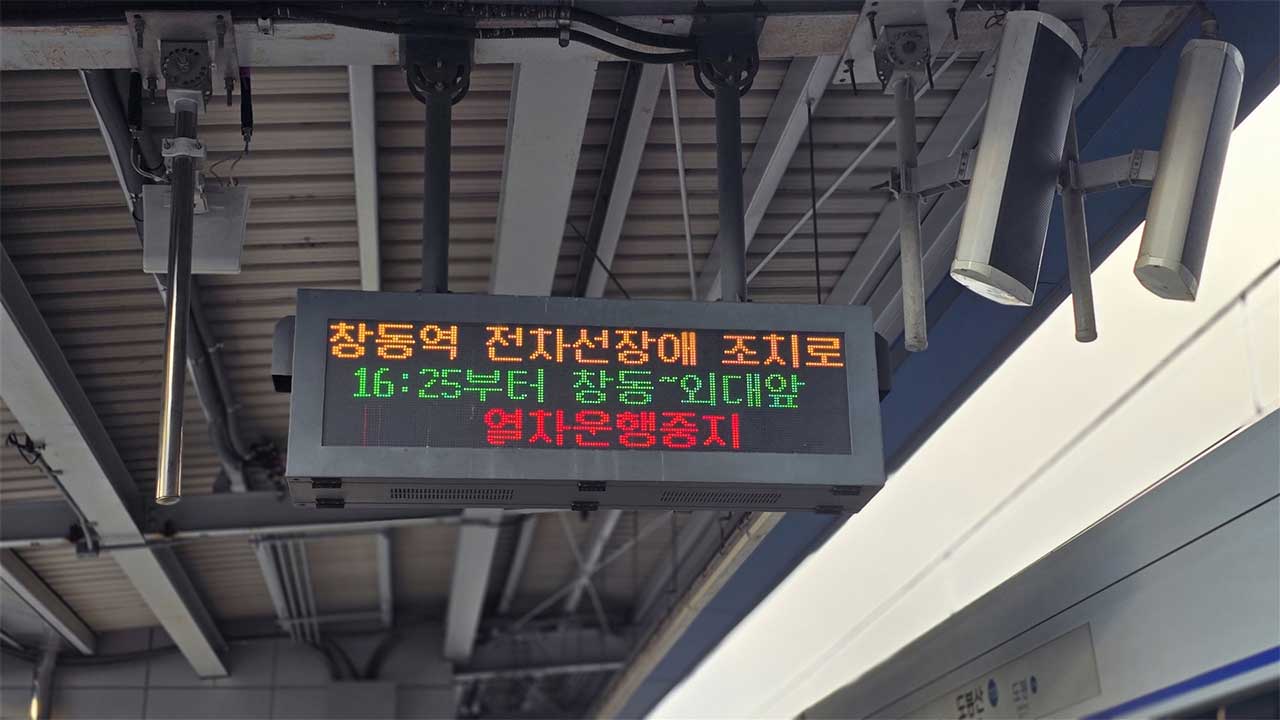 창동역 전차선장애 조치로
16:25부터 창동~외대앞
열차운행중지